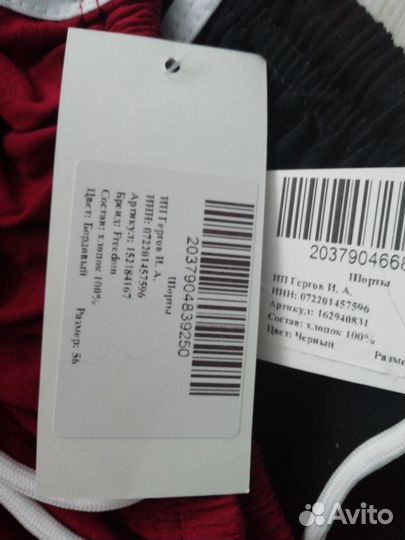 2037904839250
Шорты
ИП Гергов И. А.
ИНН: 072201457596
Артикул: 152184167
Бренд: Freedom
Состав: хлопок 100%
Цвет: Бордовый Размер: 56
2037904668
Шорты
ИП Гергов И. А.
ИНН: 072201457596
Артикул: 162940831
Состав: хлопок 100%
Цвет: Черный Разме
Avito